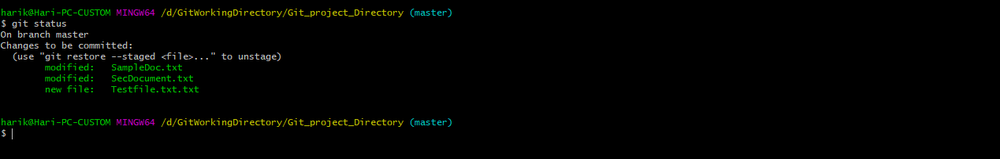 harik@Hari-PC-CUSTOM MINGW64 /d/GitWorkingDirectory/Git_project_Directory (master)
$ git status
On branch master
Changes to be committed:
  (use "git restore --staged <file>..." to unstage)
        modified:   SampleDoc.txt
        modified:   SecDocument.txt
        new file:   Testfile.txt.txt
harik@Hari-PC-CUSTOM MINGW64 /d/GitWorkingDirectory/Git_project_Directory (master)
$